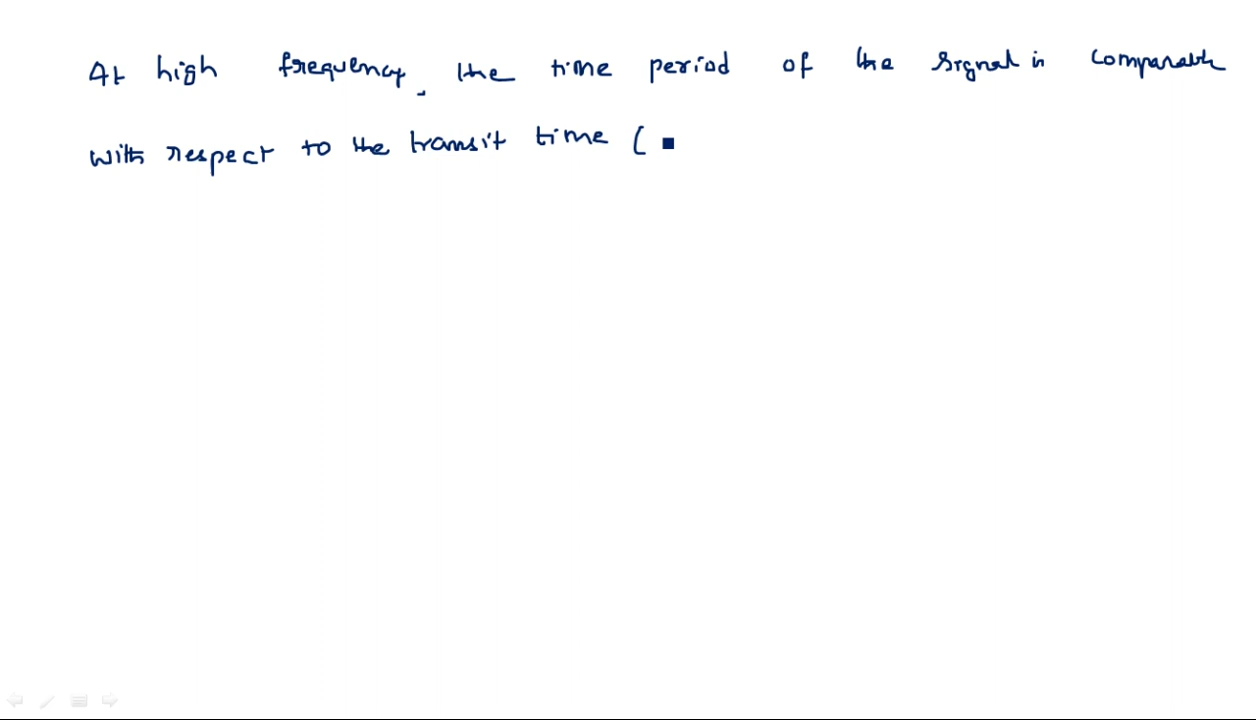 At high frequency, the time period of the signal is comparable
with respect to the transit time (